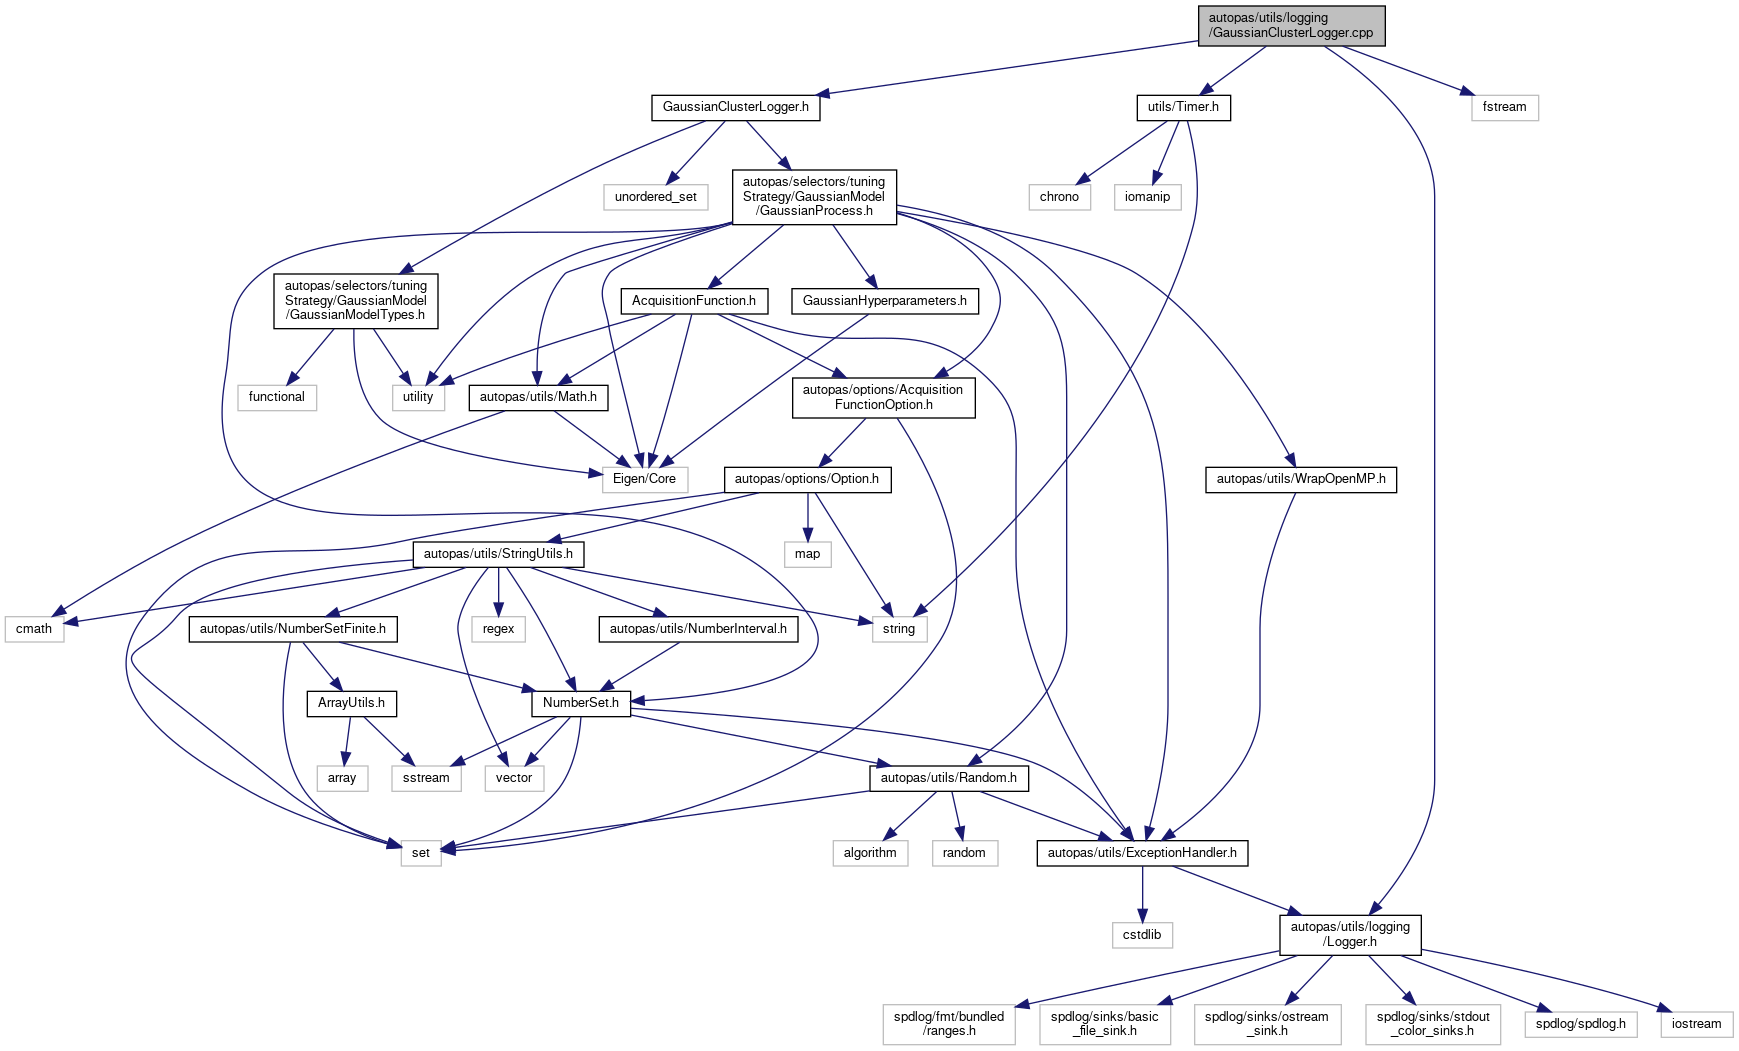 autopas/utils/logging
/GaussianClusterLogger.cpp
GaussianClusterLogger.h
utils/Timer.h
fstream
unordered_set
autopas/selectors/tuning
Strategy/GaussianModel
/GaussianProcess.h
chrono
iomanip
autopas/selectors/tuning
Strategy/GaussianModel
/GaussianModelTypes.h
AcquisitionFunction.h
GaussianHyperparameters.h
functional
utility
autopas/utils/Math.h
autopas/options/Acquisition
FunctionOption.h
Eigen/Core
autopas/options/Option.h
autopas/utils/WrapOpenMP.h
autopas/utils/StringUtils.h
map
cmath
autopas/utils/NumberSetFinite.h
regex
autopas/utils/NumberInterval.h
string
ArrayUtils.h
NumberSet.h
array
sstream
vector
autopas/utils/Random.h
set
algorithm
random
autopas/utils/ExceptionHandler.h
cstdlib
autopas/utils/logging
/Logger.h
spdlog/fmt/bundled
/ranges.h
spdlog/sinks/basic
_file_sink.h
spdlog/sinks/ostream
_sink.h
spdlog/sinks/stdout
_color_sinks.h
spdlog/spdlog.h
iostream